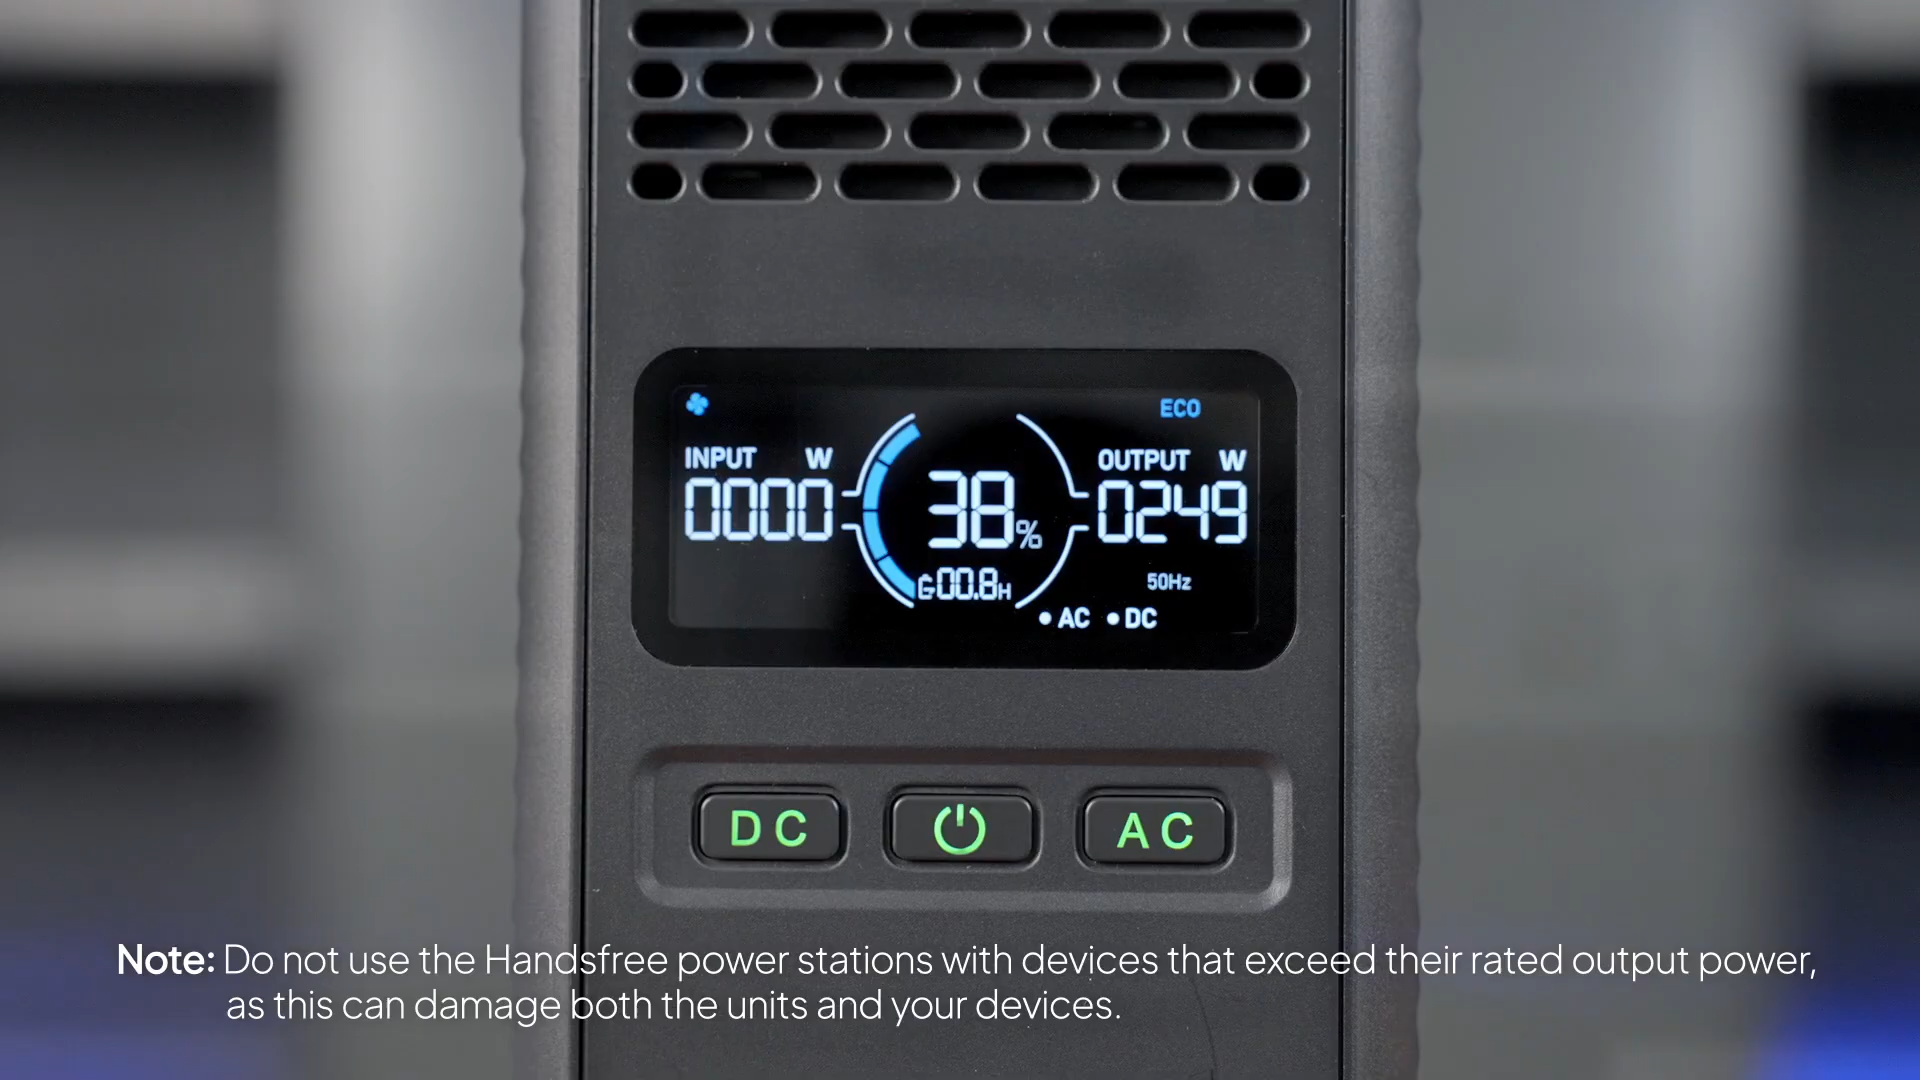 ECO
INPUT W
OUTPUT W
0000
38%
0249
00.8H
50Hz
• AC • DC
DC
AC
Note: Do not use the Handsfree power stations with devices that exceed their rated output power,
as this can damage both the units and your devices.